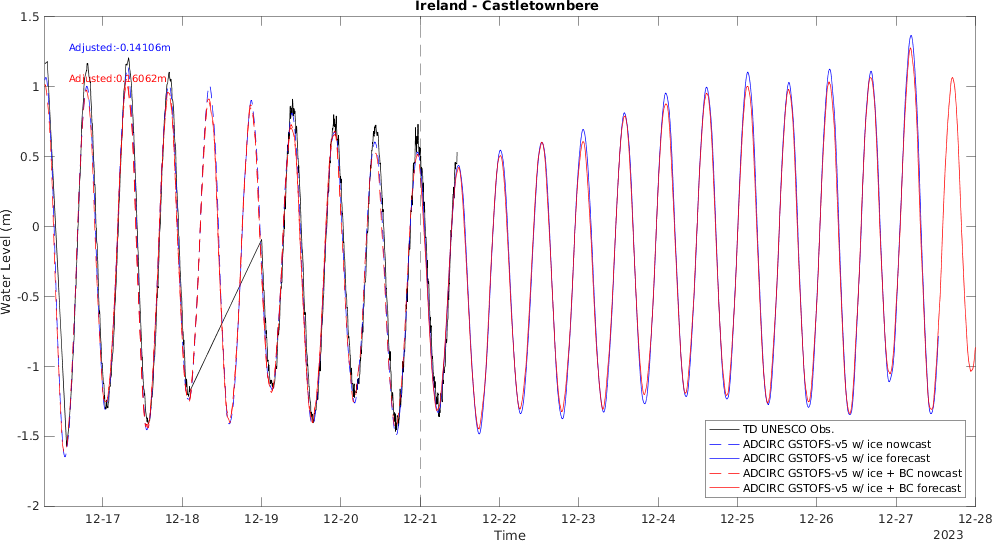 Ireland - Castletownbere
1.5
1
0.5
0
-0.5
-1
-1.5
-2
Water Level (m)
Adjusted:-0.14106m
Adjusted:0.16062m
TD UNESCO Obs.
ADCIRC GSTOFS-v5 w/ ice nowcast
ADCIRC GSTOFS-v5 w/ ice forecast
ADCIRC GSTOFS-v5 w/ ice + BC nowcast
ADCIRC GSTOFS-v5 w/ ice + BC forecast
12-17 12-18 12-19 12-20 12-21 12-22 12-23 12-24 12-25 12-26 12-27 12-28
Time
2023